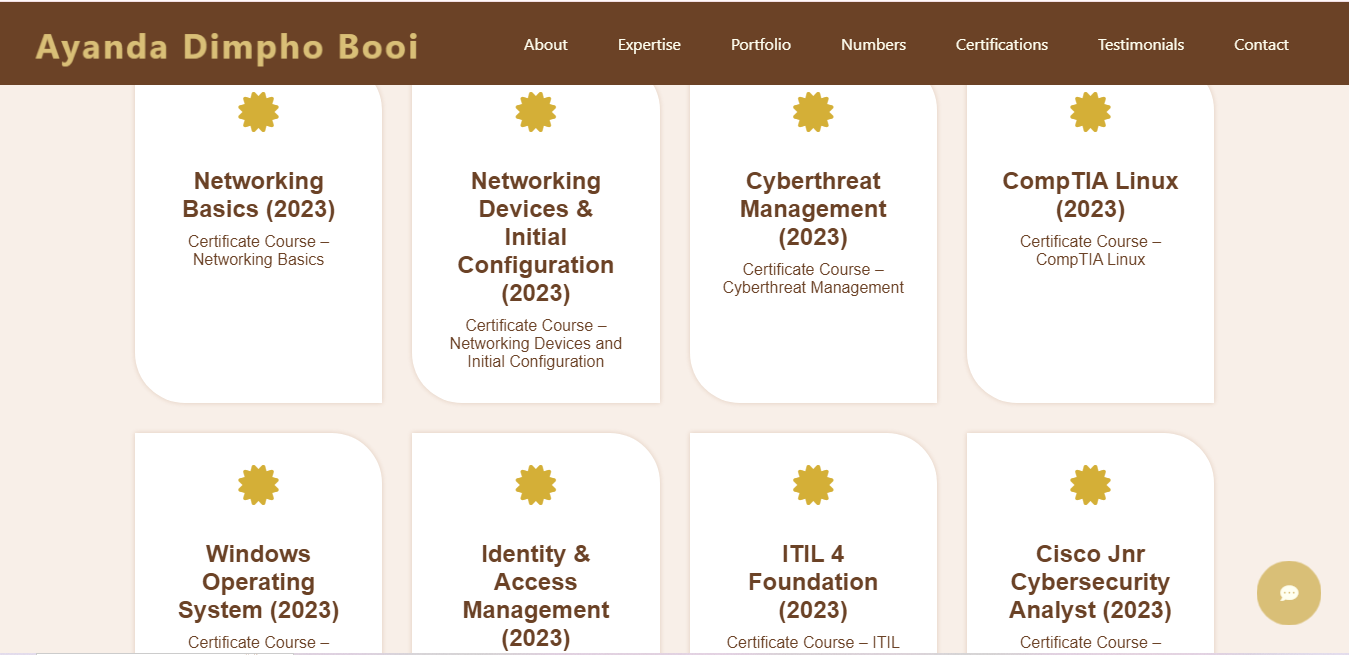 Ayanda Dimpho Booi
About
Expertise
Portfolio
Numbers
Certifications
Testimonials
Contact
Networking
Basics (2023)
Certificate Course –
Networking Basics
Networking
Devices &
Initial
Configuration
(2023)
Certificate Course –
Networking Devices and
Initial Configuration
Cyberthreat
Management
(2023)
Certificate Course –
Cyberthreat Management
CompTIA Linux
(2023)
Certificate Course –
CompTIA Linux
Windows
Operating
System (2023)
Certificate Course –
Identity &
Access
Management
(2023)
ITIL 4
Foundation
(2023)
Certificate Course – ITIL
Cisco Jnr
Cybersecurity
Analyst (2023)
Certificate Course –